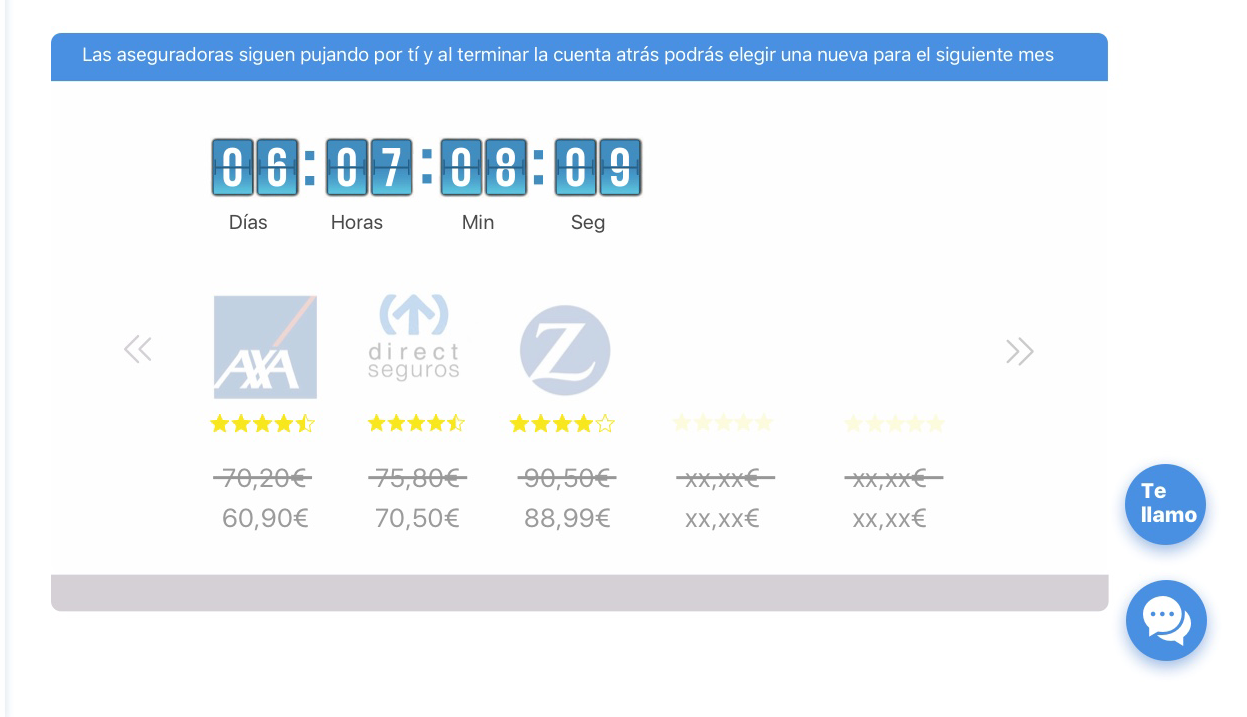 Las aseguradoras siguen pujando por tí y al terminar la cuenta atrás podrás elegir una nueva para el siguiente mes
06:07:08:09
Días Horas Min Seg
AXA direct Z
seguros
70,20€ 75,80€ 90,50€ xx,xx€ xx,xx€
60,90€ 70,50€ 88,99€ xx,xx€ xx,xx€
Te
llamo